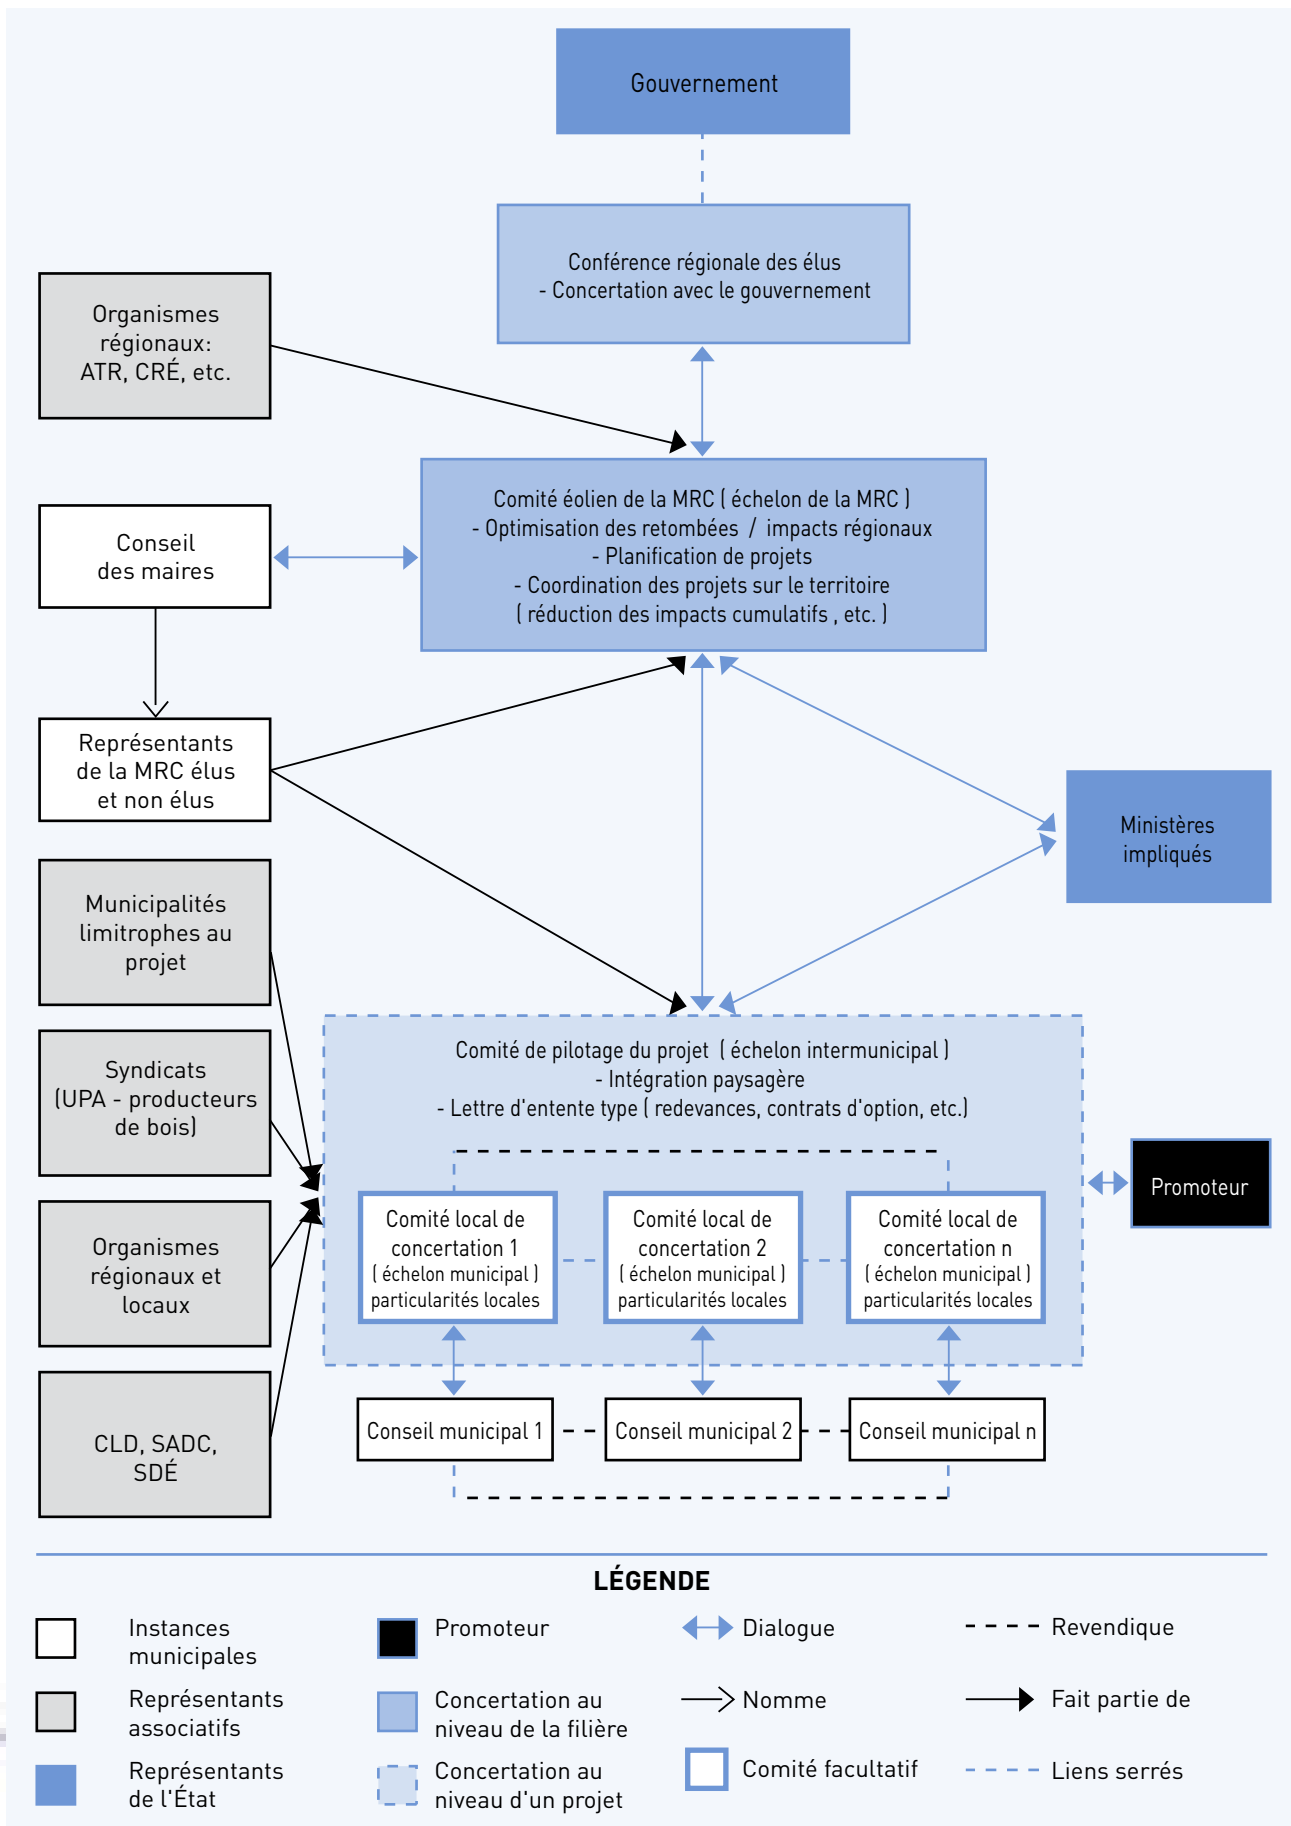 Gouvernement
Conférence régionale des élus
- Concertation avec le gouvernement
Organismes
régionaux:
ATR, CRÉ, etc.
Comité éolien de la MRC ( échelon de la MRC )
- Optimisation des retombées / impacts régionaux
- Planification de projets
- Coordination des projets sur le territoire
( réduction des impacts cumulatifs , etc. )
Conseil
des maires
Représentants
de la MRC élus
et non élus
Ministères
impliqués
Municipalités
limitrophes au
projet
Syndicats
(UPA - producteurs
de bois)
Organismes
régionaux et
locaux
CLD, SADC,
SDÉ
Comité de pilotage du projet ( échelon intermunicipal )
- Intégration paysagère
- Lettre d'entente type ( redevances, contrats d'option, etc.)
Comité local de
concertation 1
( échelon municipal )
particularités locales
Comité local de
concertation 2
( échelon municipal )
particularités locales
Comité local de
concertation n
( échelon municipal )
particularités locales
Promoteur
Conseil municipal 1
Conseil municipal 2
Conseil municipal n
LÉGENDE
Instances
municipales
Représentants
associatifs
Représentants
de l'État
Promoteur
Concertation au
niveau de la filière
Concertation au
niveau d'un projet
Dialogue
Nomme
Comité facultatif
Revendique
Fait partie de
Liens serrés